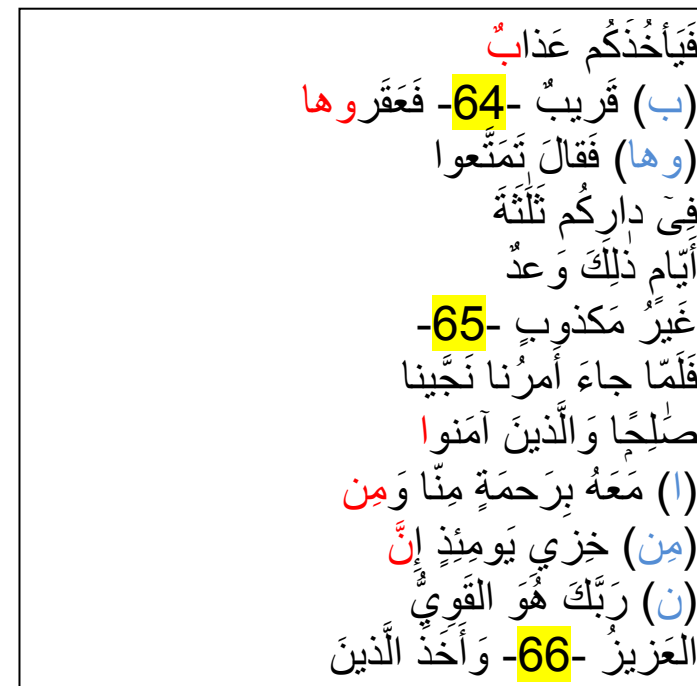 فَيَأخُذَكُم عَذابٌ
(ب) قَريبٌ -64- فَعَقَروها
(وها) فَقالَ تَمَتَّعوا
فِىٓ دارِكُم ثَلَٰثَةَ
أَيّامٍ ذٰلِكَ وَعدٌ
غَيرُ مَكذوبٍ -65-
فَلَمّا جاءَ أَمرُنا نَجَّينا
صَٰلِحًا وَالَّذينَ آمَنوا
(ا) مَعَهُ بِرَحمَةٍ مِنّا وَمِن
(مِن) خِزيِ يَومِئِذٍ إِنَّ
(ن) رَبَّكَ هُوَ القَوِيُّ
العَزيزُ -66- وَأَخَذَ الَّذينَ